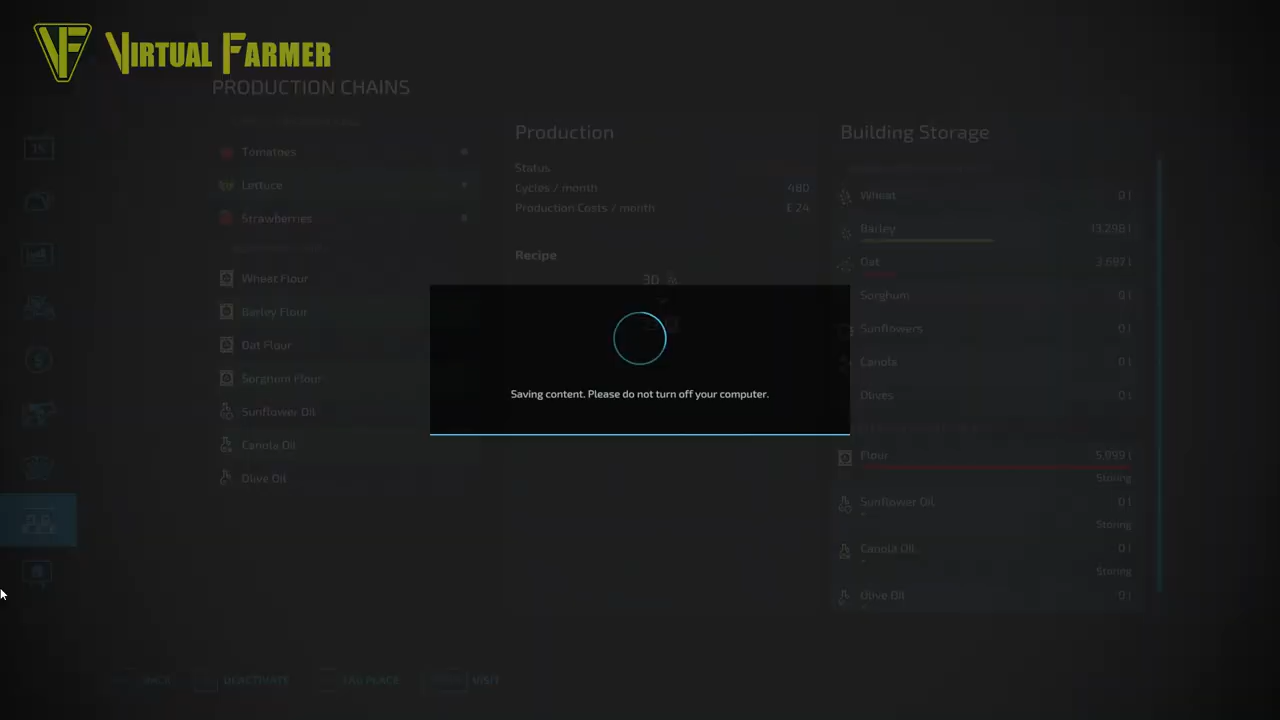 VF VIRTUAL FARMER
PRODUCTION CHAINS
Tomatoes
Lettuce
Strawberries
Wheat Flour
Barley Flour
Oat Flour
Sorghum Flour
Sunflower Oil
Canola Oil
Olive Oil
Production
Status
Cycles / month 480
Production Costs / month £ 24
Recipe
30
Saving content. Please do not turn off your computer.
Building Storage
Wheat 0 l
Barley 13,298 l
Oat 3,697 l
Sorghum 0 l
Sunflowers 0 l
Canola 0 l
Olives 0 l
Flour 5,899 l
Storing
Sunflower Oil 0 l
Storing
Canola Oil 0 l
Storing
Olive Oil 0 l
BACK DEACTIVATE TAG PLACE VISIT